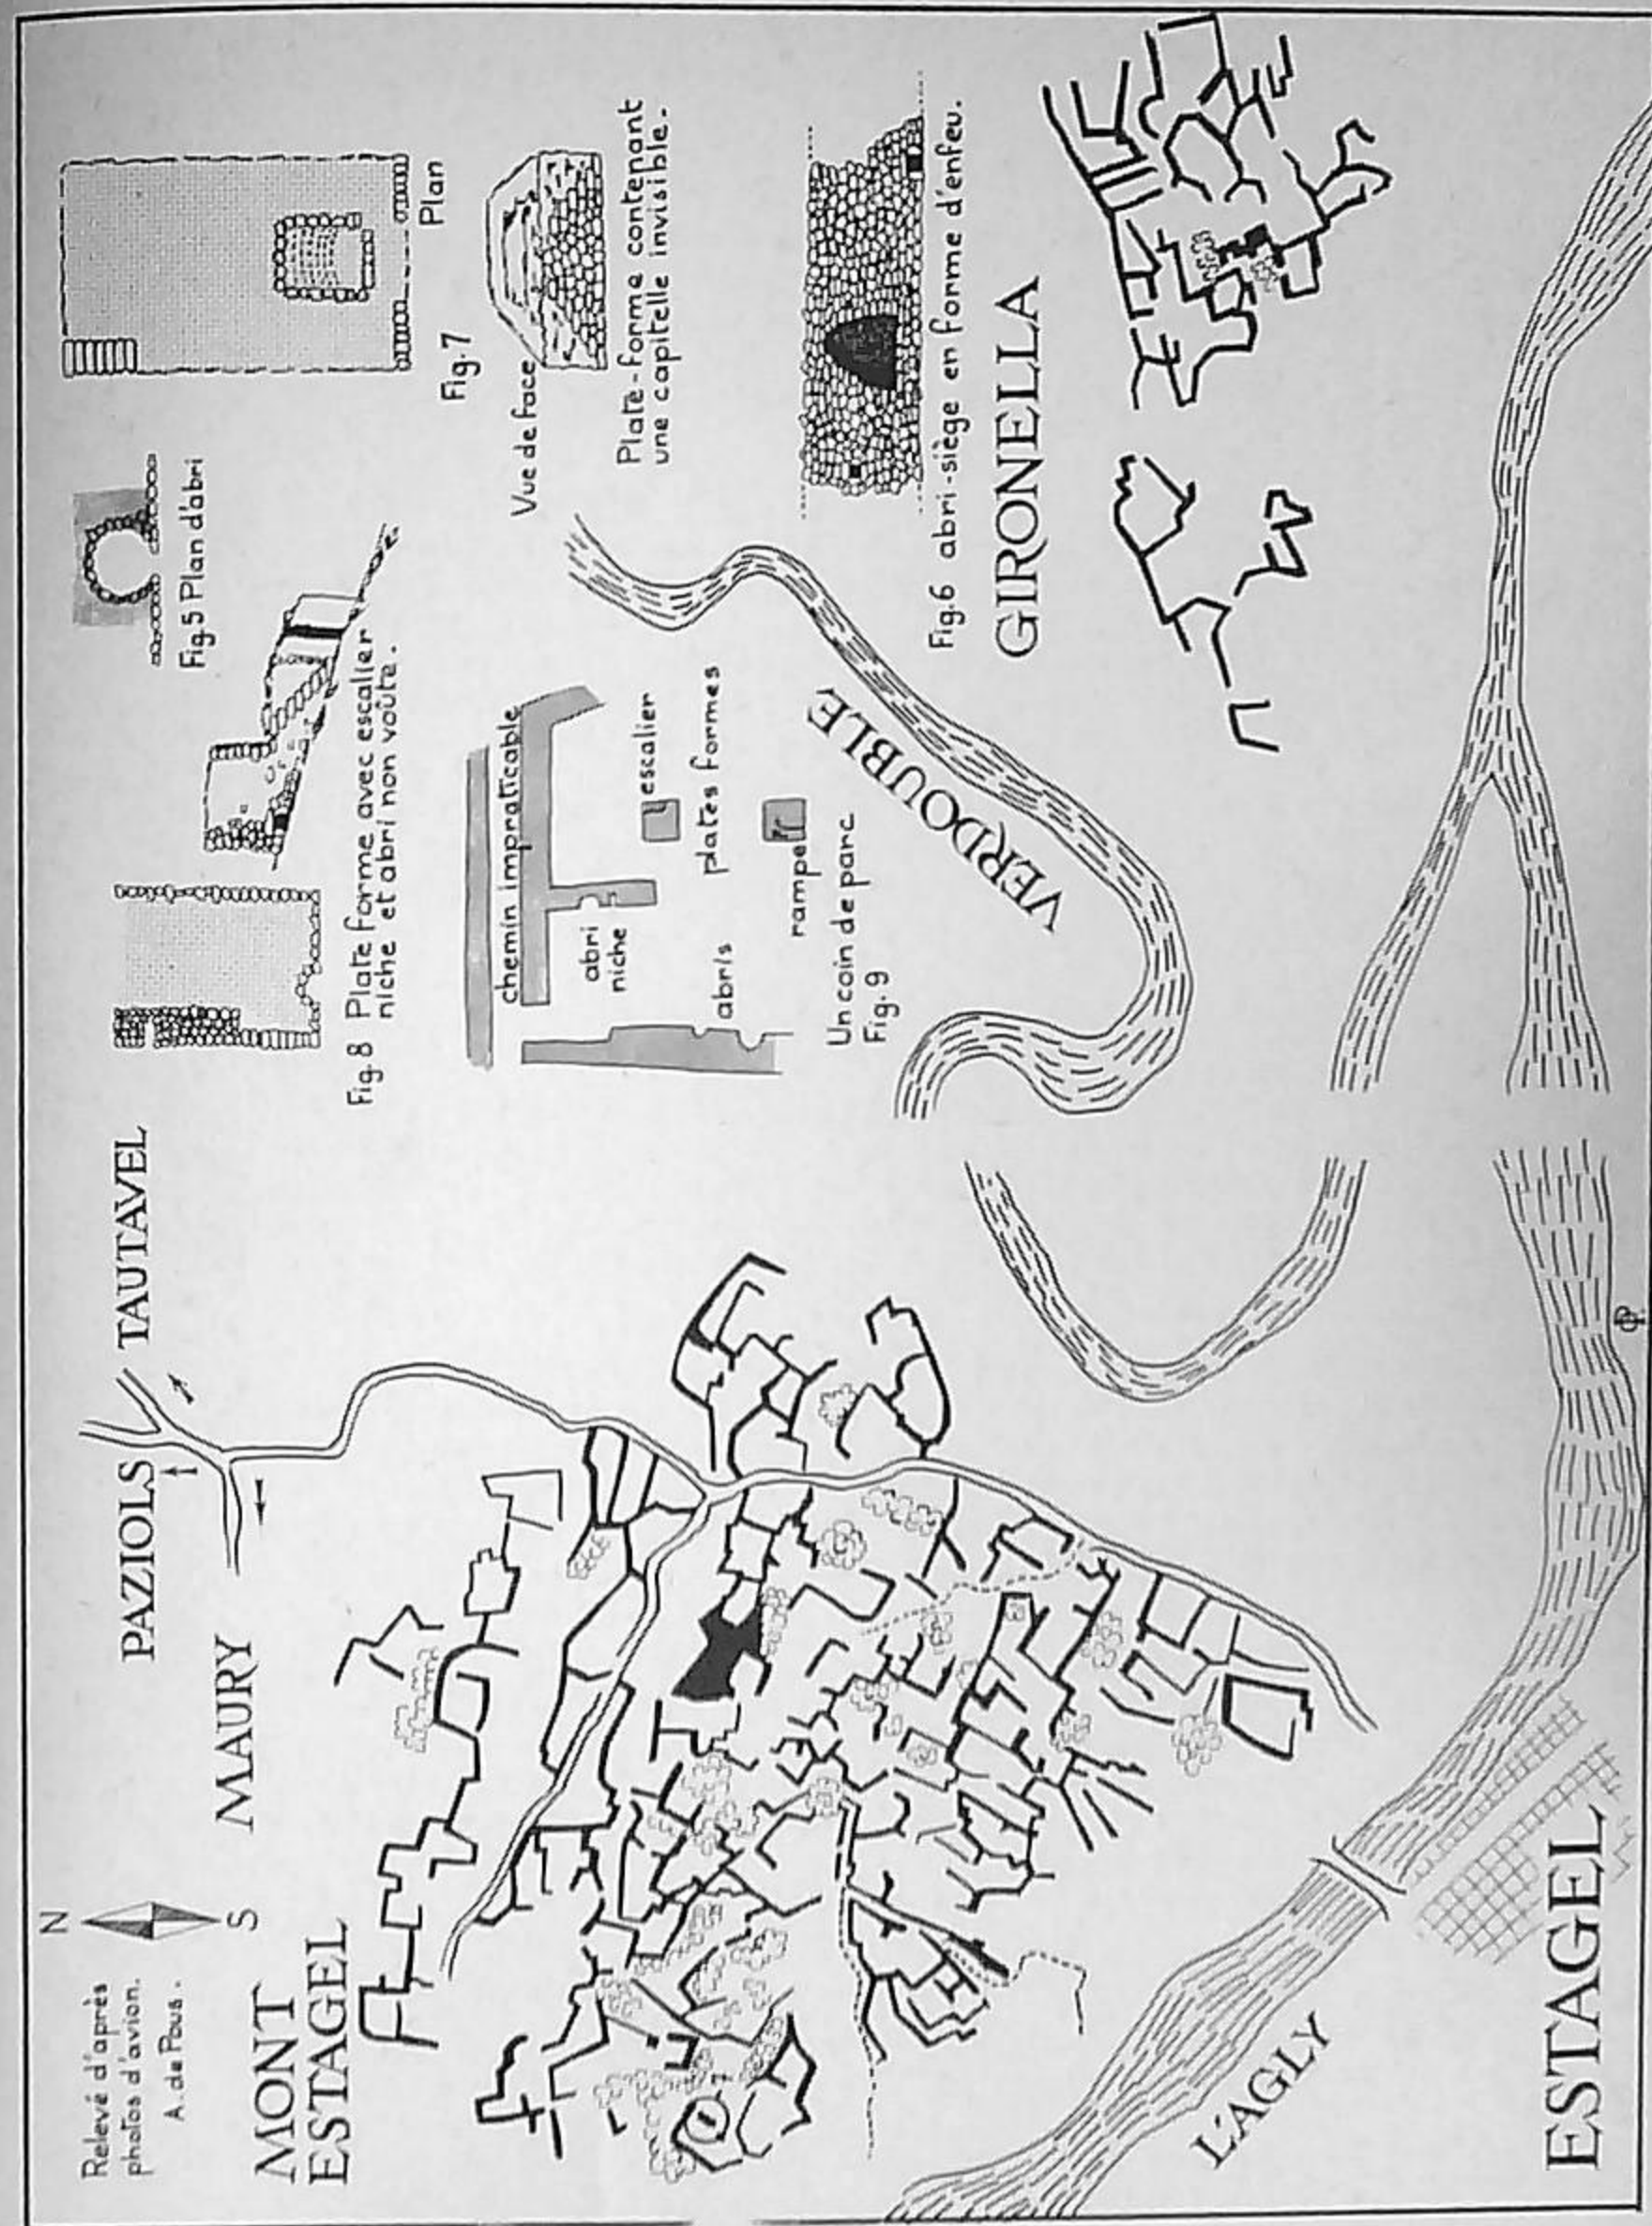 Relevé d'après
photos d'avion.
A. de Pous.
N
S
MONT
ESTAGEL
MAURY
PAZIOLS
TAUTAVEL
Fig. 8 Plate forme avec escalier
niche et abri non voûte.
Fig. 5 Plan d'abri
Plan
Fig. 7
Vue de face
Plate-forme contenant
une capitelle invisible.
chemin impraticable
abri
niche
escalier
abris
plates formes
rampe
Un coin de parc
Fig. 9
Fig. 6 abri-siège en forme d'enfeu.
GIRONELLA
VERDOUBLE
L'AGLY
ESTAGEL